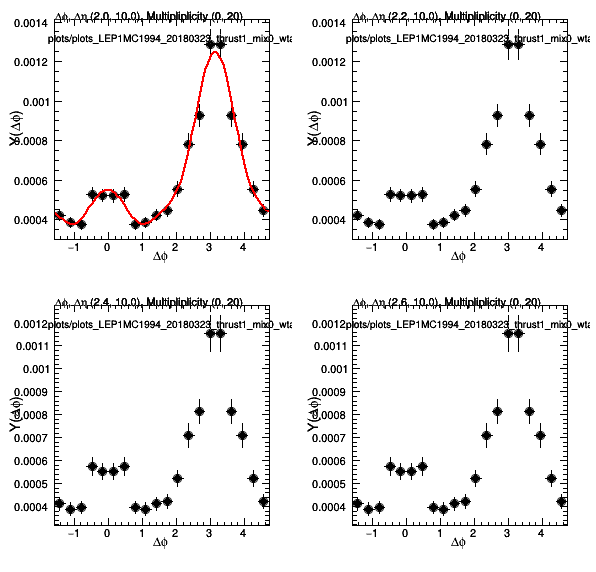 Δϕ, Δη (2.0, 10.0), Multipliplicity (0, 20)
plots/plots_LEP1MC1994_20180323_thrust1_mix0_wta
Y(Δϕ)
0.0014
0.0012
0.001
0.0008
0.0006
0.0004
−1 0 1 2 3 4
Δϕ
Δϕ, Δη (2.2, 10.0), Multipliplicity (0, 20)
plots/plots_LEP1MC1994_20180323_thrust1_mix0_wta
Y(Δϕ)
0.0014
0.0012
0.001
0.0008
0.0006
0.0004
−1 0 1 2 3 4
Δϕ
Δϕ, Δη (2.4, 10.0), Multipliplicity (0, 20)
plots/plots_LEP1MC1994_20180323_thrust1_mix0_wta
Y(Δϕ)
0.0012
0.0011
0.001
0.0009
0.0008
0.0007
0.0006
0.0005
0.0004
−1 0 1 2 3 4
Δϕ
Δϕ, Δη (2.6, 10.0), Multipliplicity (0, 20)
plots/plots_LEP1MC1994_20180323_thrust1_mix0_wta
Y(Δϕ)
0.0012
0.0011
0.001
0.0009
0.0008
0.0007
0.0006
0.0005
0.0004
−1 0 1 2 3 4
Δϕ